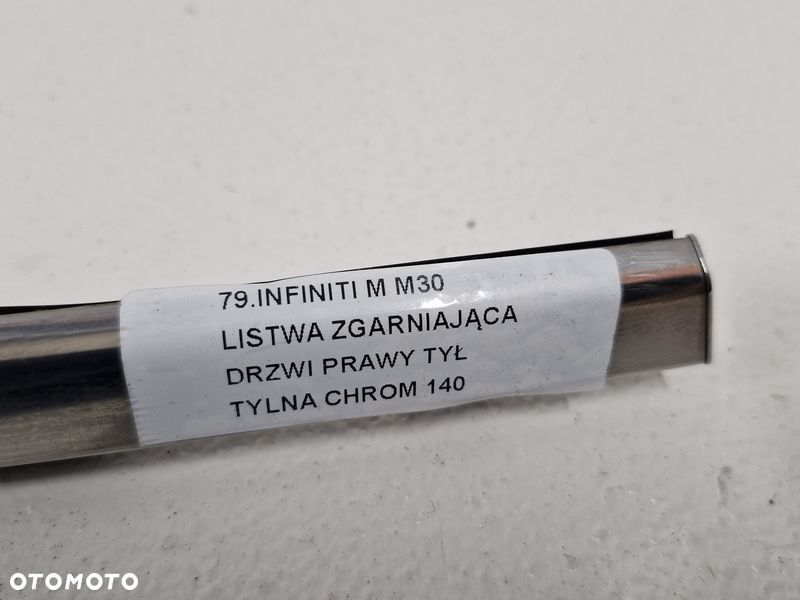 79.INFINITI M M30
LISTWA ZGARNIAJĄCA
DRZWI PRAWY TYŁ
TYLNA CHROM 140
OTOMOTO